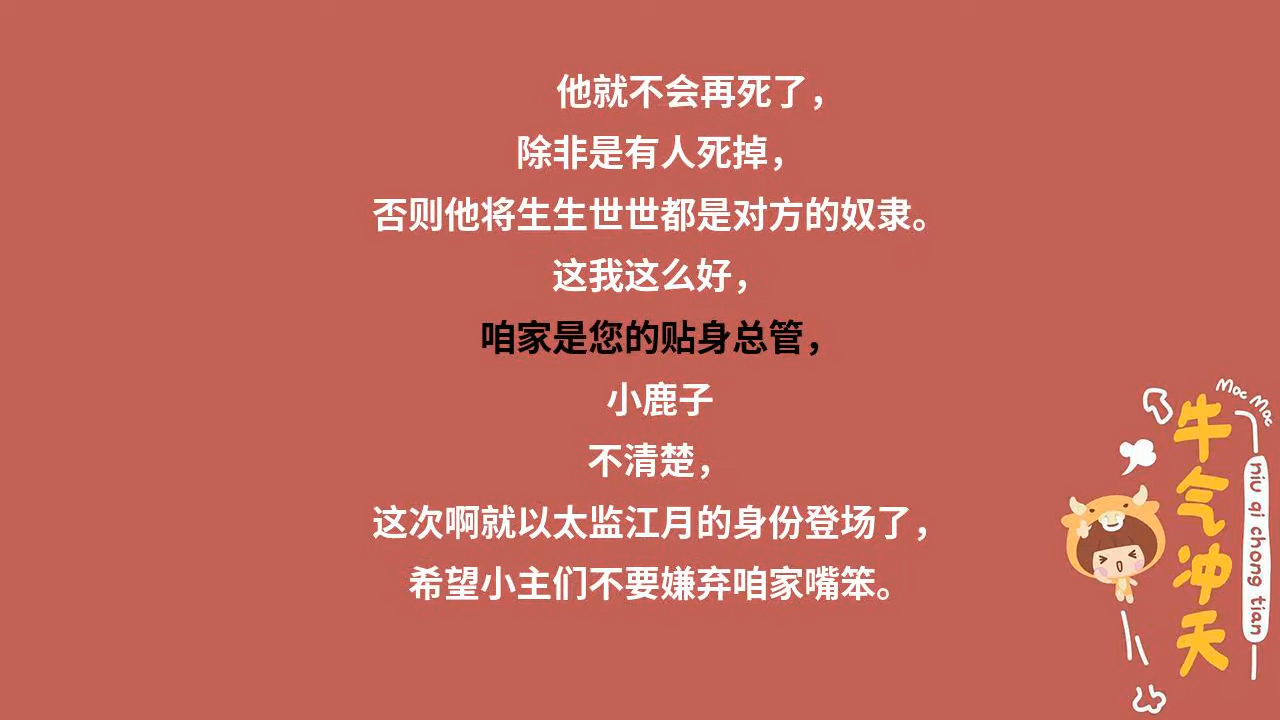 他就不会再死了，
除非是有人死掉，
否则他将生生世世都是对方的奴隶。
这我这么好，
咱家是您的贴身总管，
小鹿子
不清楚，
这次啊就以太监江月的身份登场了，
希望小主们不要嫌弃咱家嘴笨。
Moc Moc
牛气冲天
niu qi chong tian